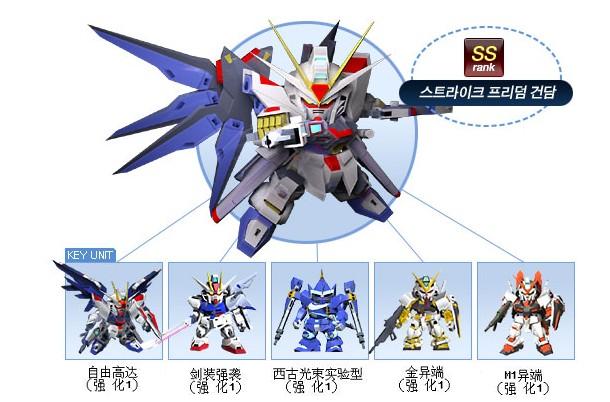 SS
rank
스트라이크 프리덤 건담
KEY UNIT
自由高达
（强 化1）
剑装强袭
（强 化1）
西古光束实验型
（强 化1）
金异端
（强 化1）
M1异端
（强 化1）